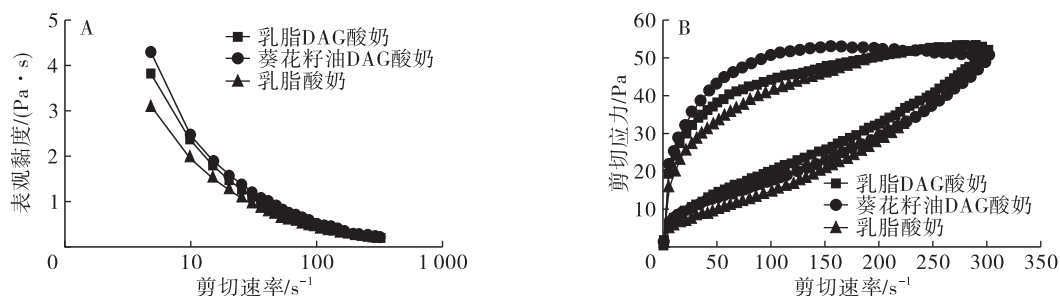 A
乳脂DAG酸奶
葵花籽油DAG酸奶
乳脂酸奶
表观黏度/(Pa·s)
5
4
3
2
1
0
10
100
1 000
剪切速率/s⁻¹
B
乳脂DAG酸奶
葵花籽油DAG酸奶
乳脂酸奶
剪切应力/Pa
60
50
40
30
20
10
0
50
100
150
200
250
300
350
剪切速率/s⁻¹